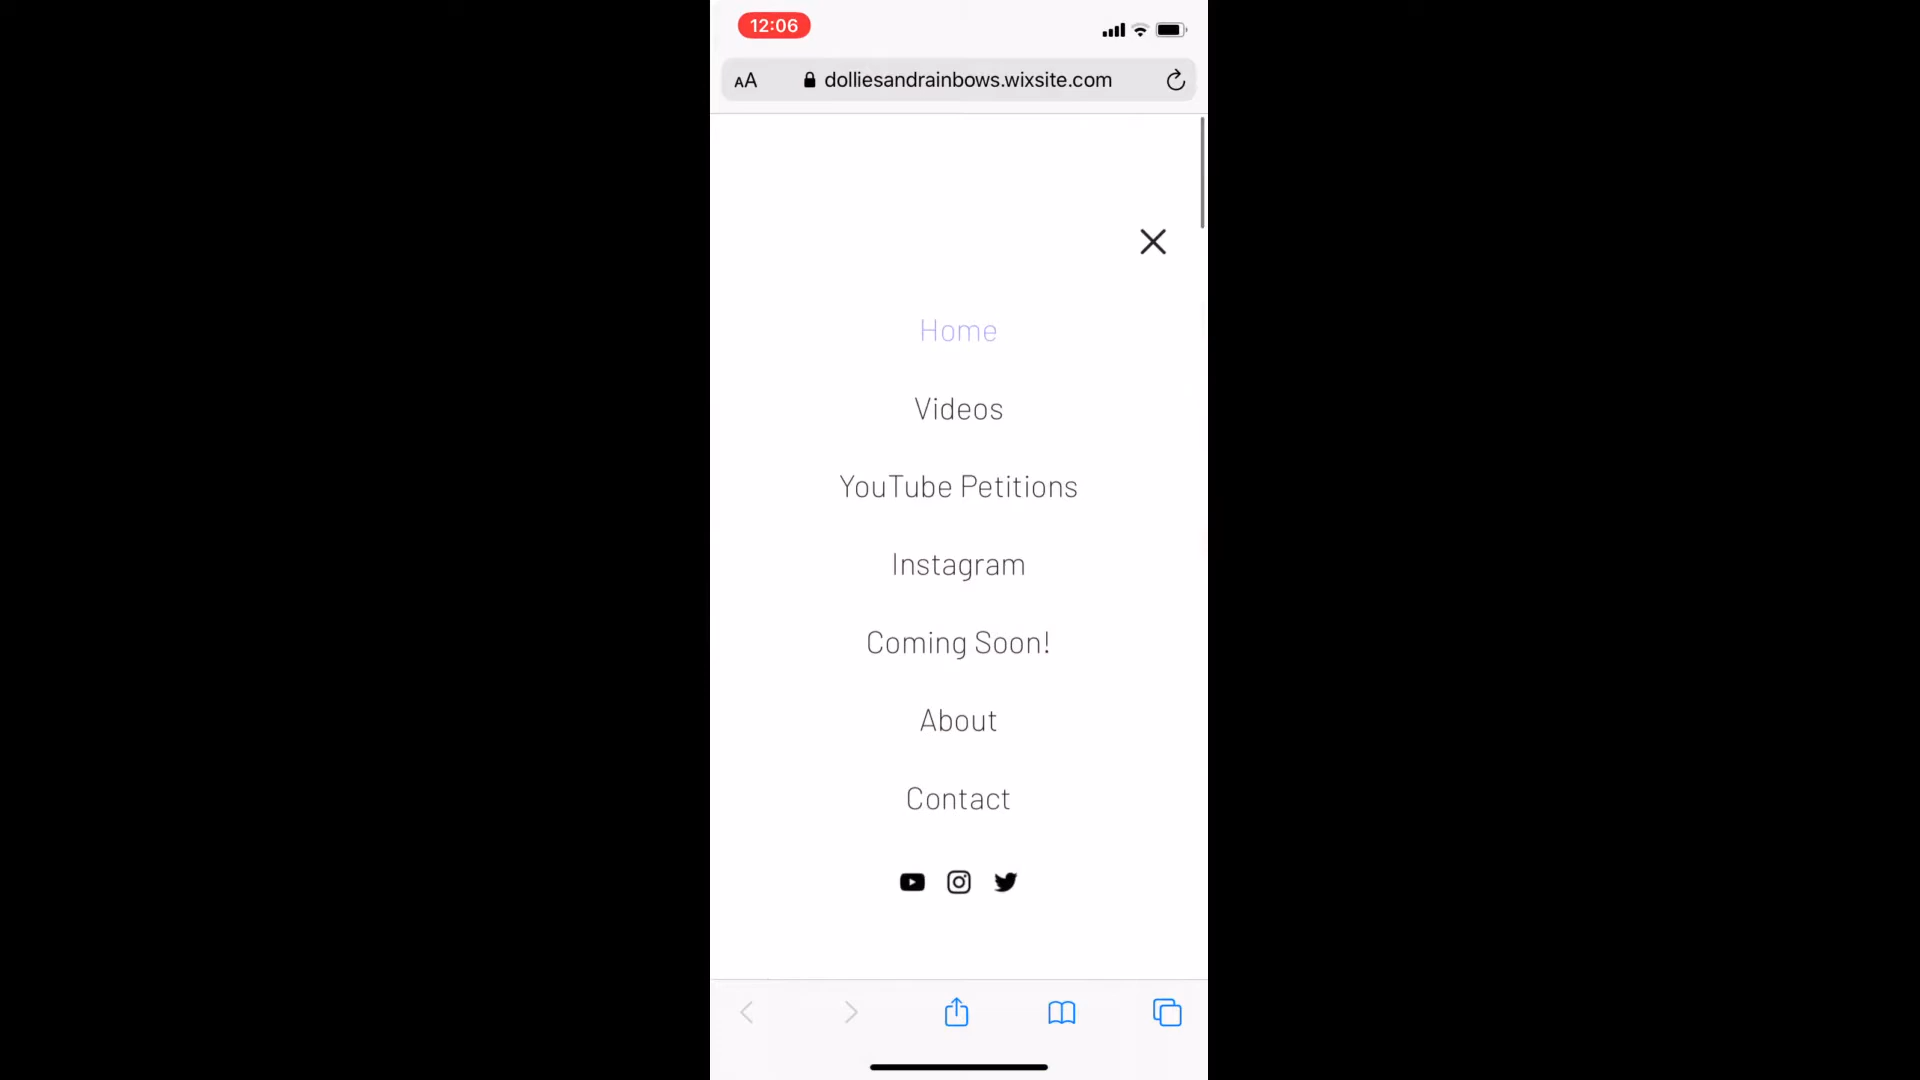 12:06
AA dolliesandrainbows.wixsite.com
Home
Videos
YouTube Petitions
Instagram
Coming Soon!
About
Contact